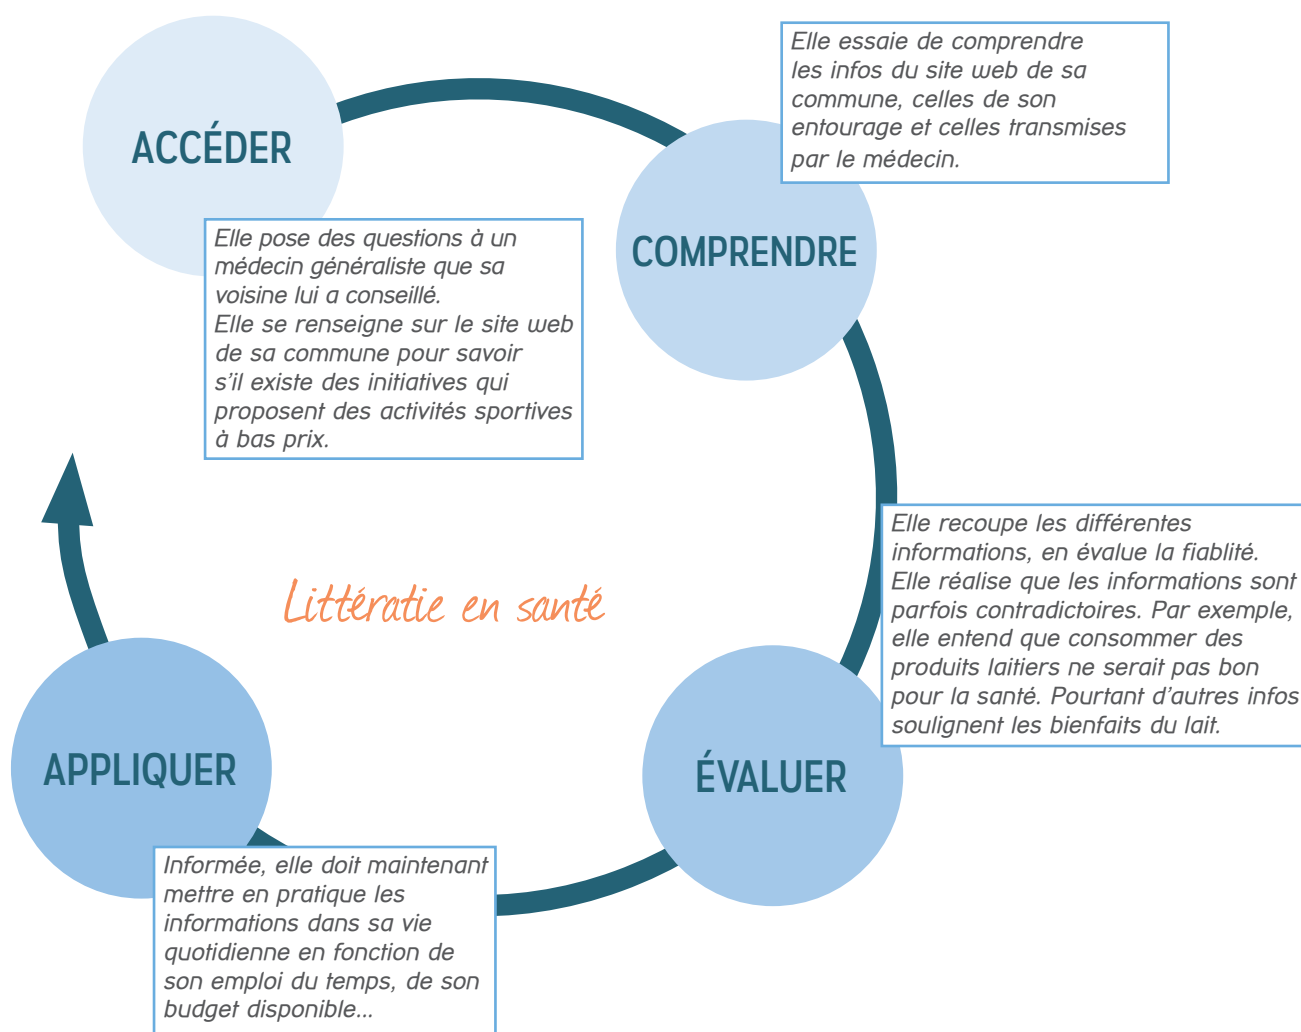 ACCÉDER
Elle pose des questions à un
médecin généraliste que sa
voisine lui a conseillé.
Elle se renseigne sur le site web
de sa commune pour savoir
s'il existe des initiatives qui
proposent des activités sportives
à bas prix.
COMPRENDRE
Elle essaie de comprendre
les infos du site web de sa
commune, celles de son
entourage et celles transmises
par le médecin.
ÉVALUER
Elle recoupe les différentes
informations, en évalue la fiablité.
Elle réalise que les informations sont
parfois contradictoires. Par exemple,
elle entend que consommer des
produits laitiers ne serait pas bon
pour la santé. Pourtant d'autres infos
soulignent les bienfaits du lait.
APPLIQUER
Informée, elle doit maintenant
mettre en pratique les
informations dans sa vie
quotidienne en fonction de
son emploi du temps, de son
budget disponible...
Littératie en santé